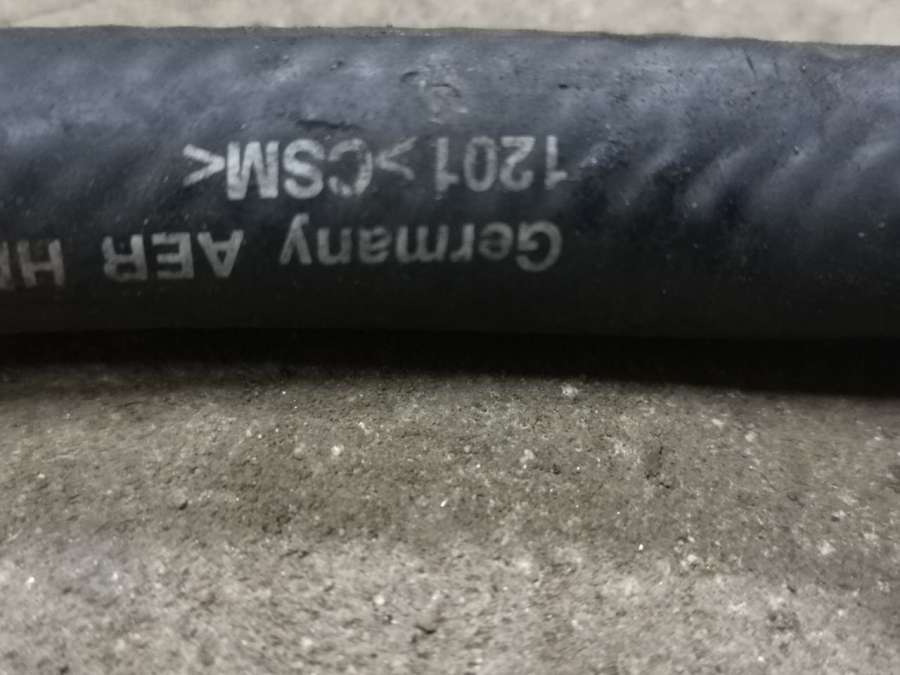 Germany AER
1201 >CSM<